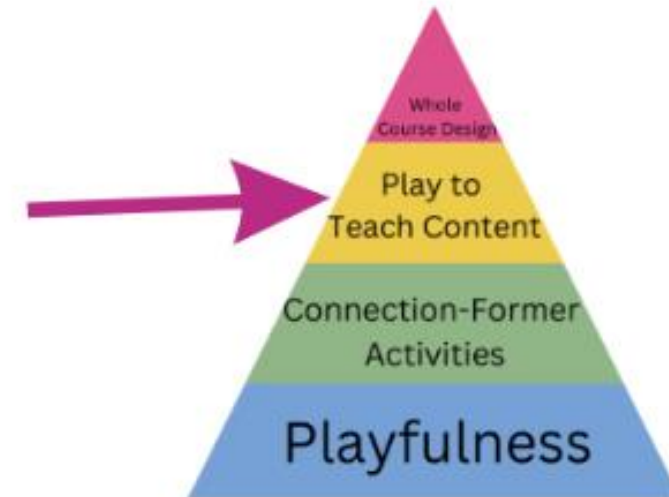 Whole
Course Design
Play to
Teach Content
Connection-Former
Activities
Playfulness